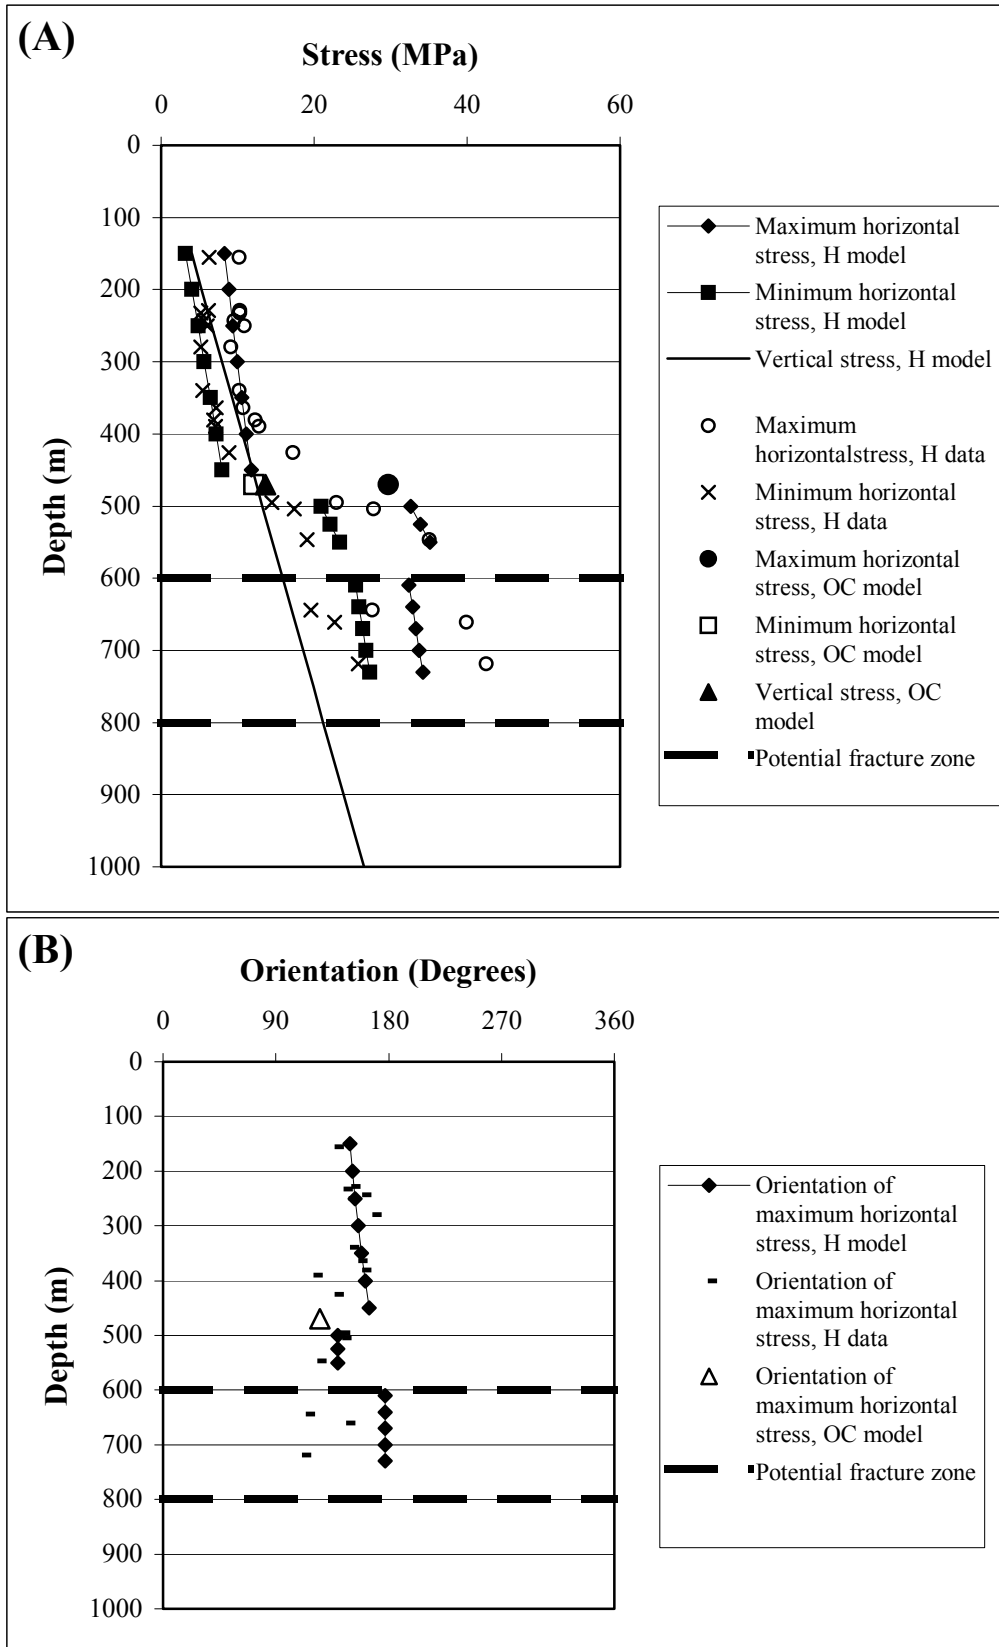 (A)
Stress (MPa)
0 20 40 60
0
100
200
300
400
500
600
700
800
900
1000
Depth (m)
Maximum horizontal
stress, H model
Minimum horizontal
stress, H model
Vertical stress, H model
Maximum
horizontalstress, H data
Minimum horizontal
stress, H data
Maximum horizontal
stress, OC model
Minimum horizontal
stress, OC model
Vertical stress, OC
model
Potential fracture zone
(B)
Orientation (Degrees)
0 90 180 270 360
0
100
200
300
400
500
600
700
800
900
1000
Depth (m)
Orientation of
maximum horizontal
stress, H model
Orientation of
maximum horizontal
stress, H data
Orientation of
maximum horizontal
stress, OC model
Potential fracture zone